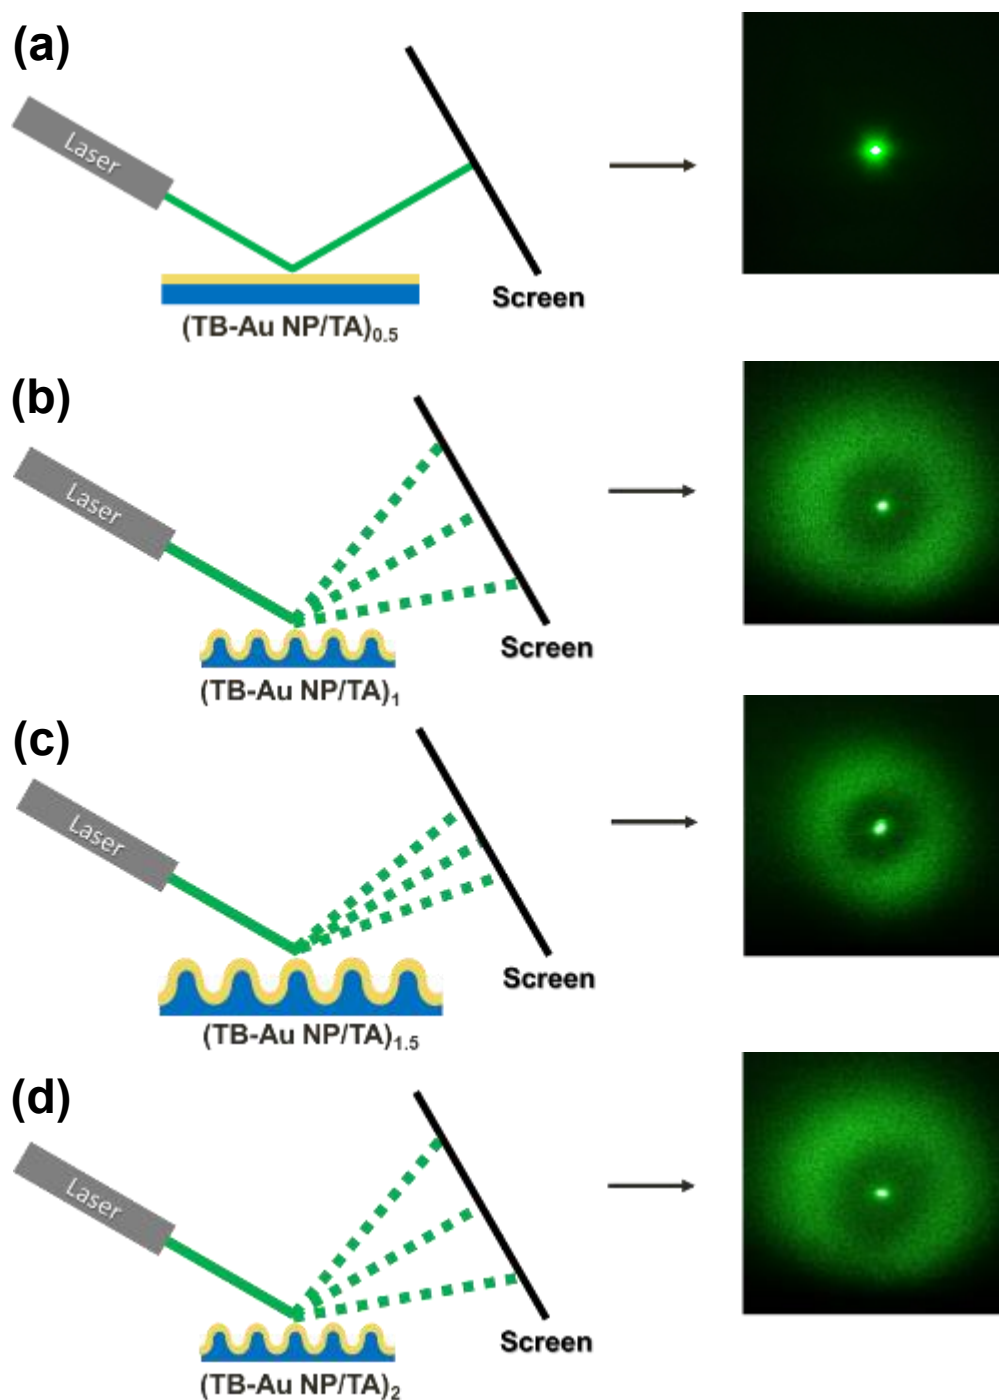 (a)
Laser
Screen
(TB-Au NP/TA)₀.₅
(b)
Laser
Screen
(TB-Au NP/TA)₁
(c)
Laser
Screen
(TB-Au NP/TA)₁.₅
(d)
Laser
Screen
(TB-Au NP/TA)₂